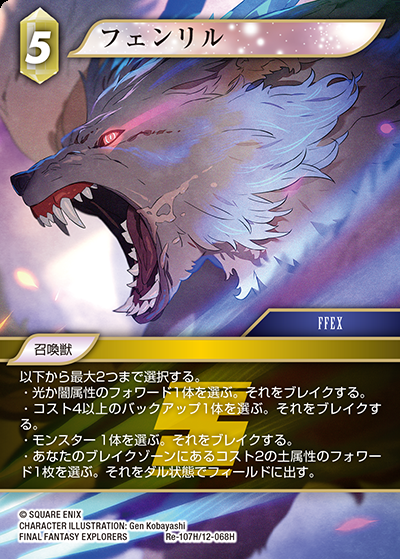 5
フェンリル
FFEX
召喚獣
以下から最大2つまで選択する。
・光か闇属性のフォワード1体を選ぶ。それをブレイクする。
・コスト4以上のバックアップ1体を選ぶ。それをブレイクす
る。
・モンスター 1体を選ぶ。それをブレイクする。
・あなたのブレイクゾーンにあるコスト2の土属性のフォワー
ド1枚を選ぶ。それをダル状態でフィールドに出す。
© SQUARE ENIX
CHARACTER ILLUSTRATION: Gen Kobayashi
FINAL FANTASY EXPLORERS
Re-107H/12-068H